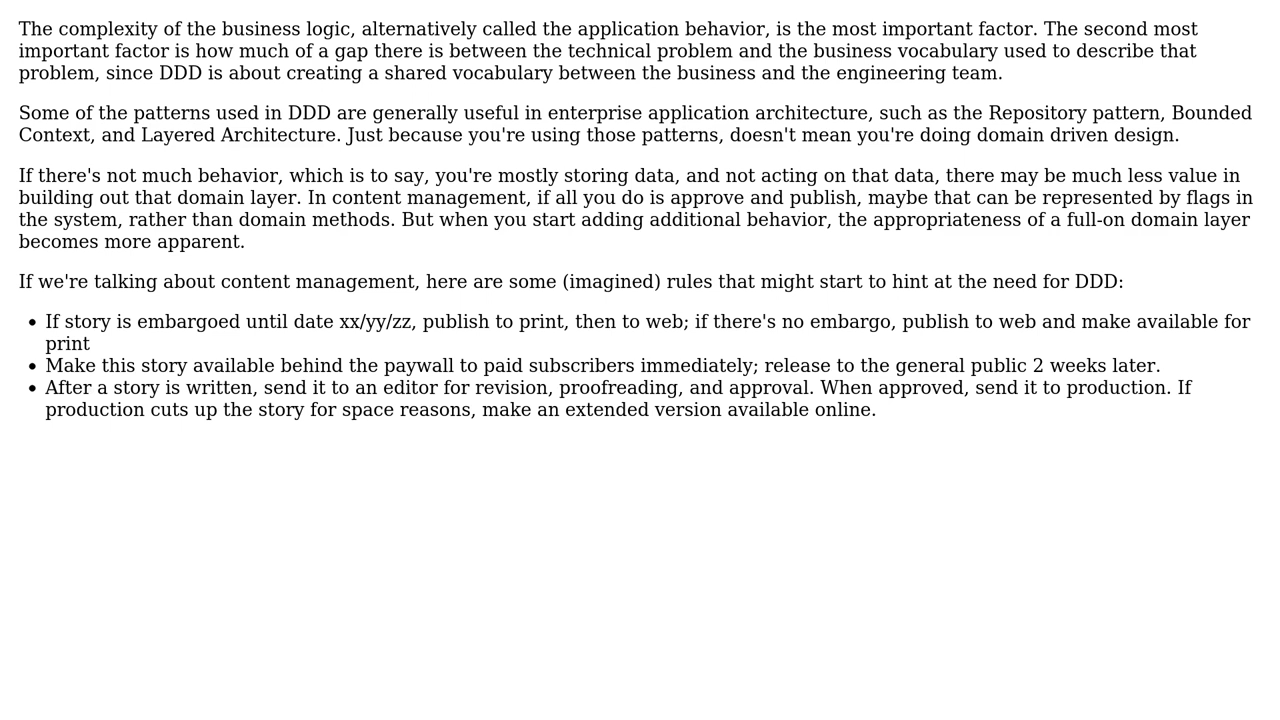 The complexity of the business logic, alternatively called the application behavior, is the most important factor. The second most
important factor is how much of a gap there is between the technical problem and the business vocabulary used to describe that
problem, since DDD is about creating a shared vocabulary between the business and the engineering team.
Some of the patterns used in DDD are generally useful in enterprise application architecture, such as the Repository pattern, Bounded
Context, and Layered Architecture. Just because you're using those patterns, doesn't mean you're doing domain driven design.
If there's not much behavior, which is to say, you're mostly storing data, and not acting on that data, there may be much less value in
building out that domain layer. In content management, if all you do is approve and publish, maybe that can be represented by flags in
the system, rather than domain methods. But when you start adding additional behavior, the appropriateness of a full-on domain layer
becomes more apparent.
If we're talking about content management, here are some (imagined) rules that might start to hint at the need for DDD:
• If story is embargoed until date xx/yy/zz, publish to print, then to web; if there's no embargo, publish to web and make available for
print
• Make this story available behind the paywall to paid subscribers immediately; release to the general public 2 weeks later.
• After a story is written, send it to an editor for revision, proofreading, and approval. When approved, send it to production. If
production cuts up the story for space reasons, make an extended version available online.